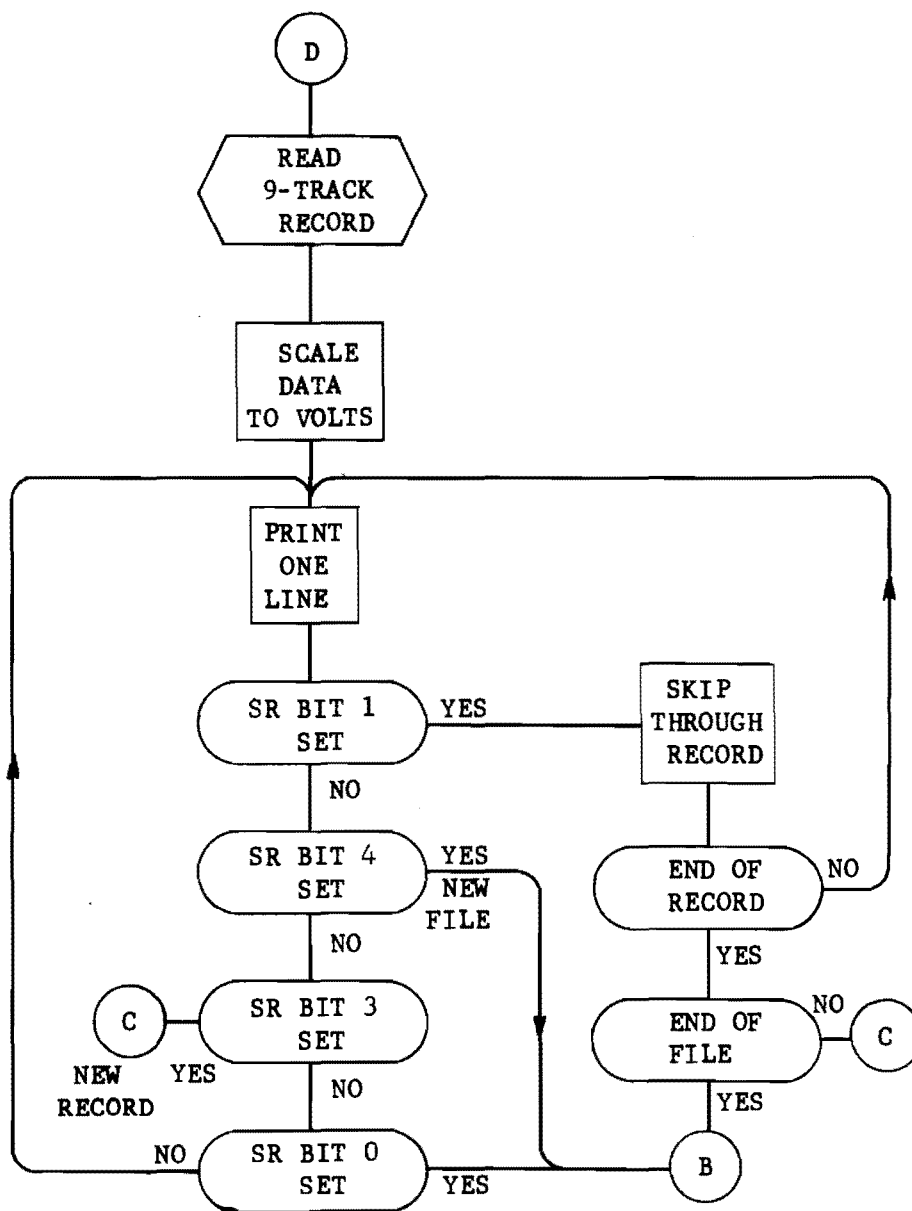 D
READ
9-TRACK
RECORD
SCALE
DATA
TO VOLTS
PRINT
ONE
LINE
SR BIT 1
SET
YES
SKIP
THROUGH
RECORD
NO
SR BIT 4
SET
YES
NEW
FILE
END OF
RECORD
NO
NO
YES
C
SR BIT 3
SET
END OF
FILE
NO
C
NEW
RECORD
YES
NO
YES
NO
SR BIT 0
SET
YES
B